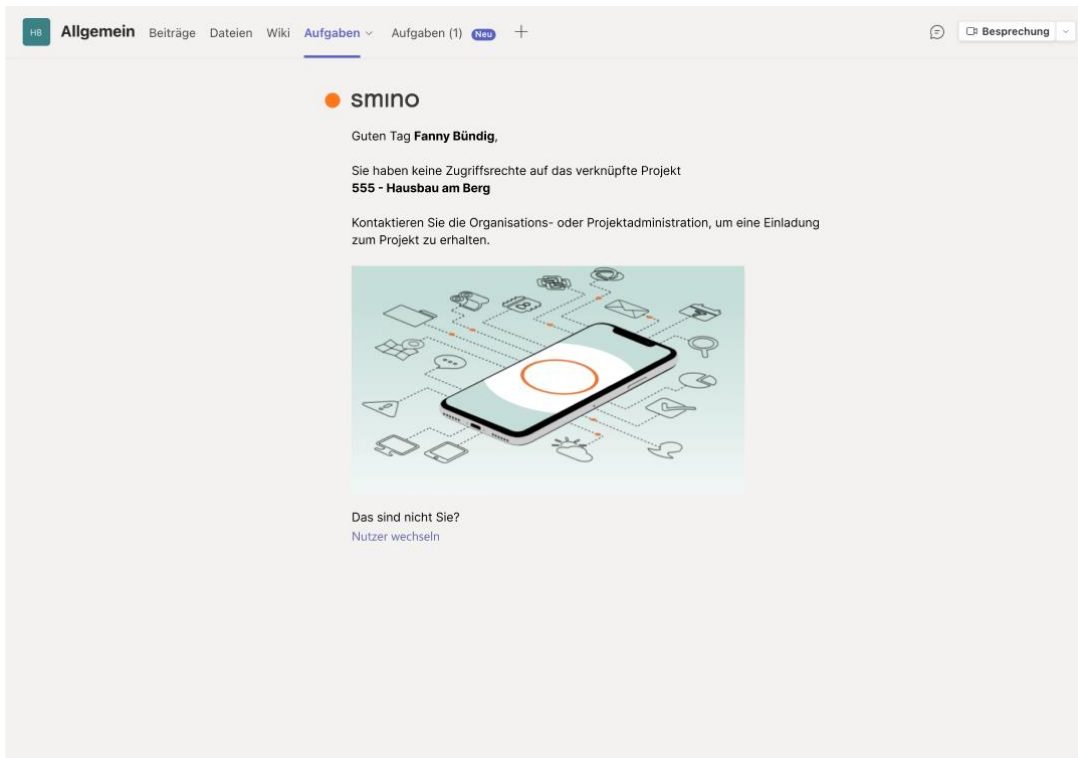 HB Allgemein Beiträge Dateien Wiki Aufgaben Aufgaben (1) Neu Besprechung
smino
Guten Tag Fanny Bündig,
Sie haben keine Zugriffsrechte auf das verknüpfte Projekt
555 - Hausbau am Berg
Kontaktieren Sie die Organisations- oder Projektadministration, um eine Einladung
zum Projekt zu erhalten.
8
Das sind nicht Sie?
Nutzer wechseln